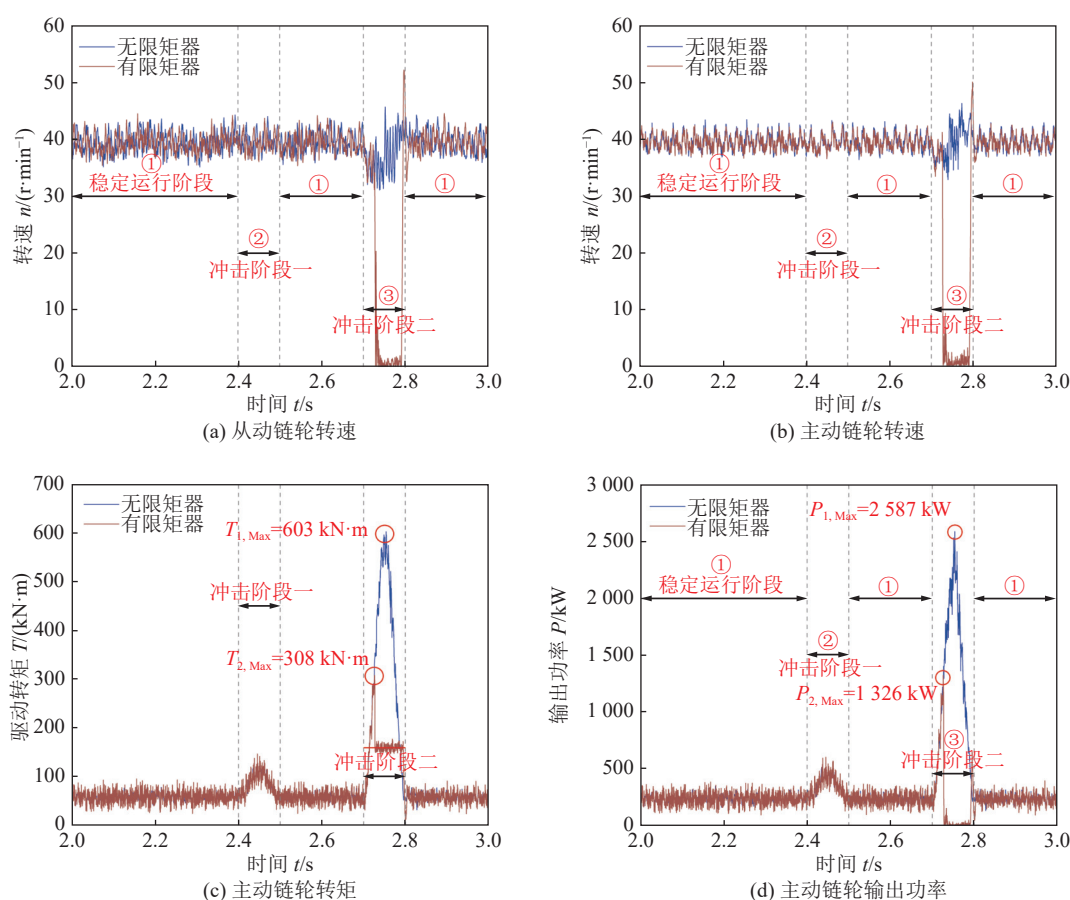 60
50
40
30
20
10
0
转速 n/(r·min⁻¹)
无限矩器
有限矩器
①
稳定运行阶段
①
①
②
冲击阶段一
③
冲击阶段二
2.0 2.2 2.4 2.6 2.8 3.0
时间 t/s
(a) 从动链轮转速
60
50
40
30
20
10
0
转速 n/(r·min⁻¹)
无限矩器
有限矩器
①
稳定运行阶段
①
①
②
冲击阶段一
③
冲击阶段二
2.0 2.2 2.4 2.6 2.8 3.0
时间 t/s
(b) 主动链轮转速
700
600
500
400
300
200
100
0
驱动转矩 T/(kN·m)
无限矩器
有限矩器
T₁, Max=603 kN·m
冲击阶段一
T₂, Max=308 kN·m
冲击阶段二
2.0 2.2 2.4 2.6 2.8 3.0
时间 t/s
(c) 主动链轮转矩
3 000
2 500
2 000
1 500
1 000
500
0
输出功率 P/kW
无限矩器
有限矩器
P₁, Max=2 587 kW
①
稳定运行阶段
①
①
②
冲击阶段一
P₂, Max=1 326 kW
③
冲击阶段二
2.0 2.2 2.4 2.6 2.8 3.0
时间 t/s
(d) 主动链轮输出功率